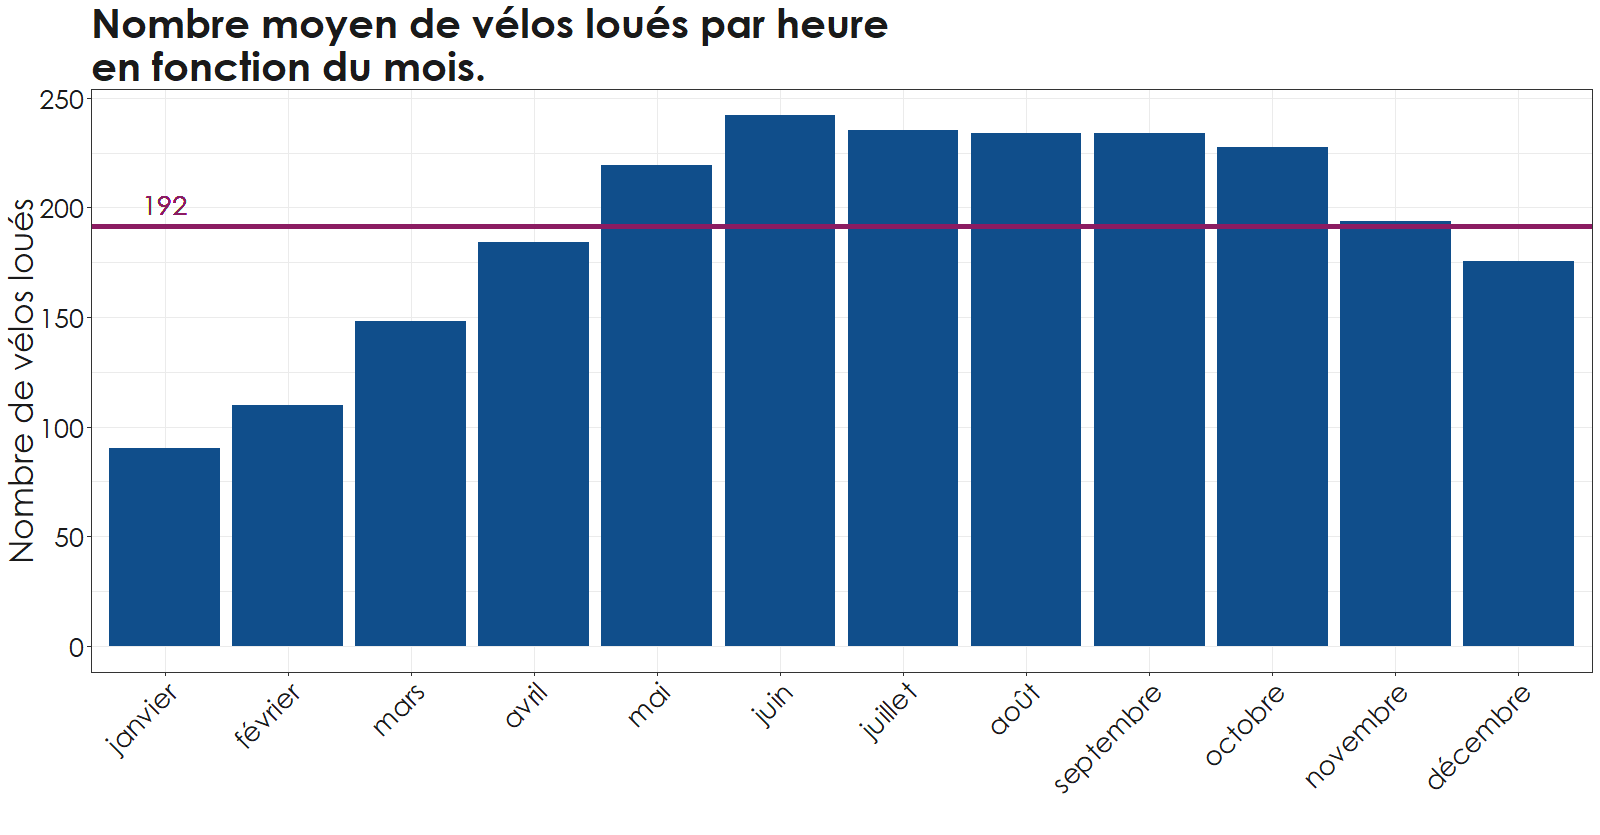 Nombre moyen de vélos loués par heure
en fonction du mois.
Nombre de vélos loués
250
200
150
100
50
0
192
janvier
février
mars
avril
mai
juin
juillet
août
septembre
octobre
novembre
décembre